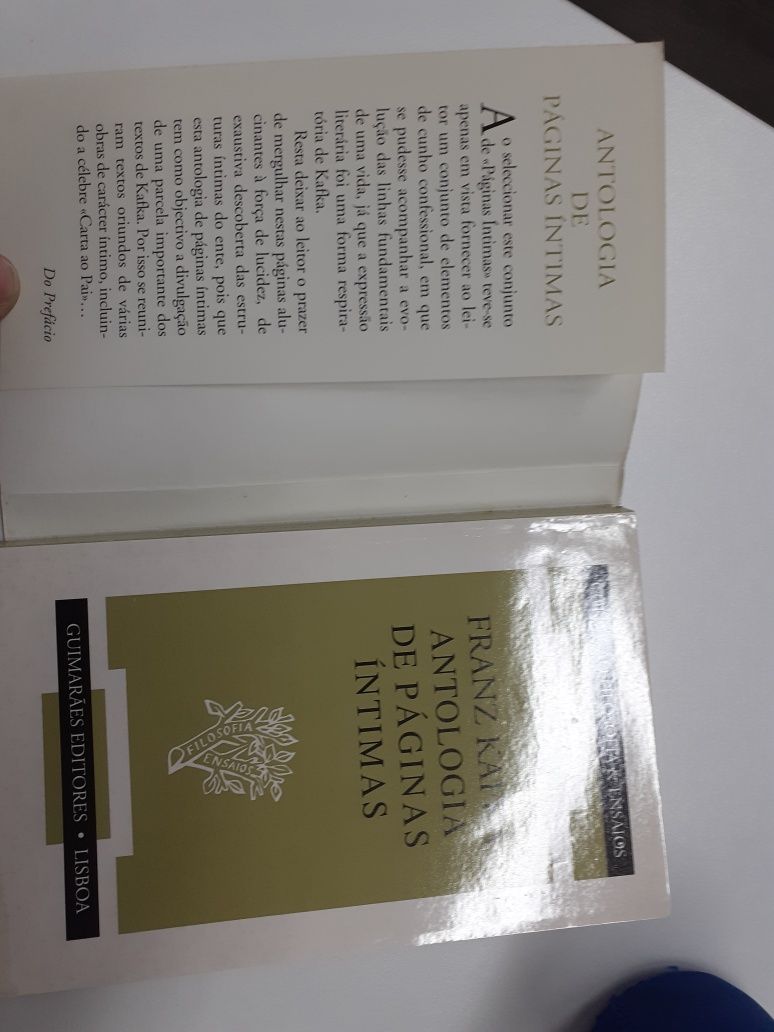 ANTOLOGIA
DE
PÁGINAS ÍNTIMAS
Ao seleccionar este conjunto
de «Páginas Íntimas» teve-se
apenas em vista fornecer ao lei-
tor um conjunto de elementos
de cunho confessional, em que
se pudesse acompanhar a evo-
lução das linhas fundamentais
de uma vida, já que a expressão
literária foi uma forma respira-
tória de Kafka.
Resta deixar ao leitor o prazer
de mergulhar nestas páginas alu-
cinantes à força de lucidez, de
exaustiva descoberta das estru-
turas íntimas do ente, pois que
esta antologia de páginas íntimas
tem como objectivo a divulgação
de uma parcela importante dos
textos de Kafka. Por isso se reuni-
ram textos oriundos de várias
obras de carácter íntimo, incluin-
do a célebre «Carta ao Pai»...
Do Prefácio
ENSAIOS
FRANZ
ANTOLOGIA
DE PÁGINAS
ÍNTIMAS
FILOSOFIA
ENSAIOS
GUIMARÃES EDITORES • LISBOA